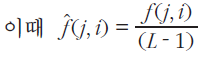 이때 f̂(j, i) = f(j, i) / (L - 1)